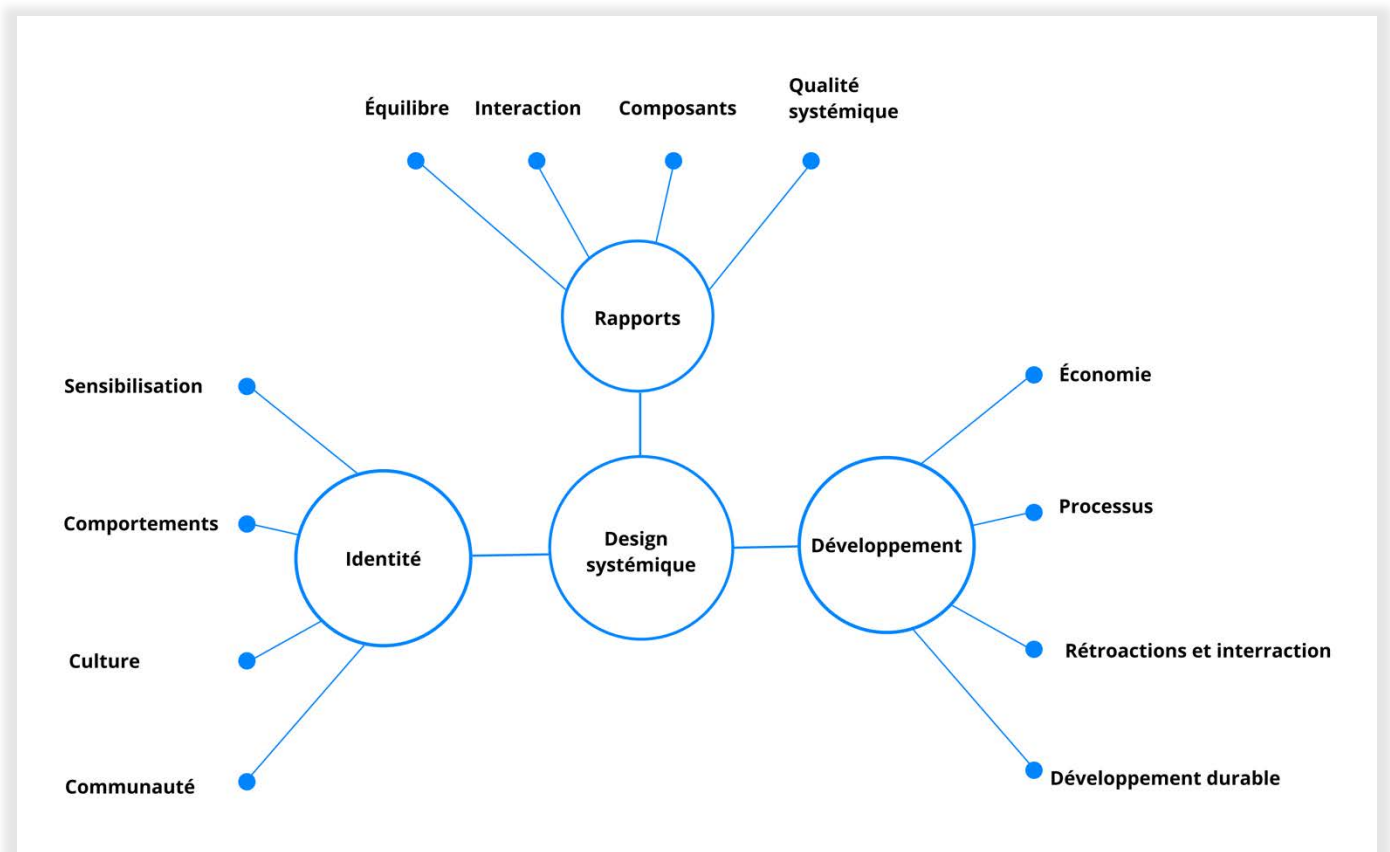 Qualité
systémique
Équilibre
Interaction
Composants
Rapports
Sensibilisation
Comportements
Identité
Culture
Communauté
Design
systémique
Développement
Économie
Processus
Rétroactions et interraction
Développement durable